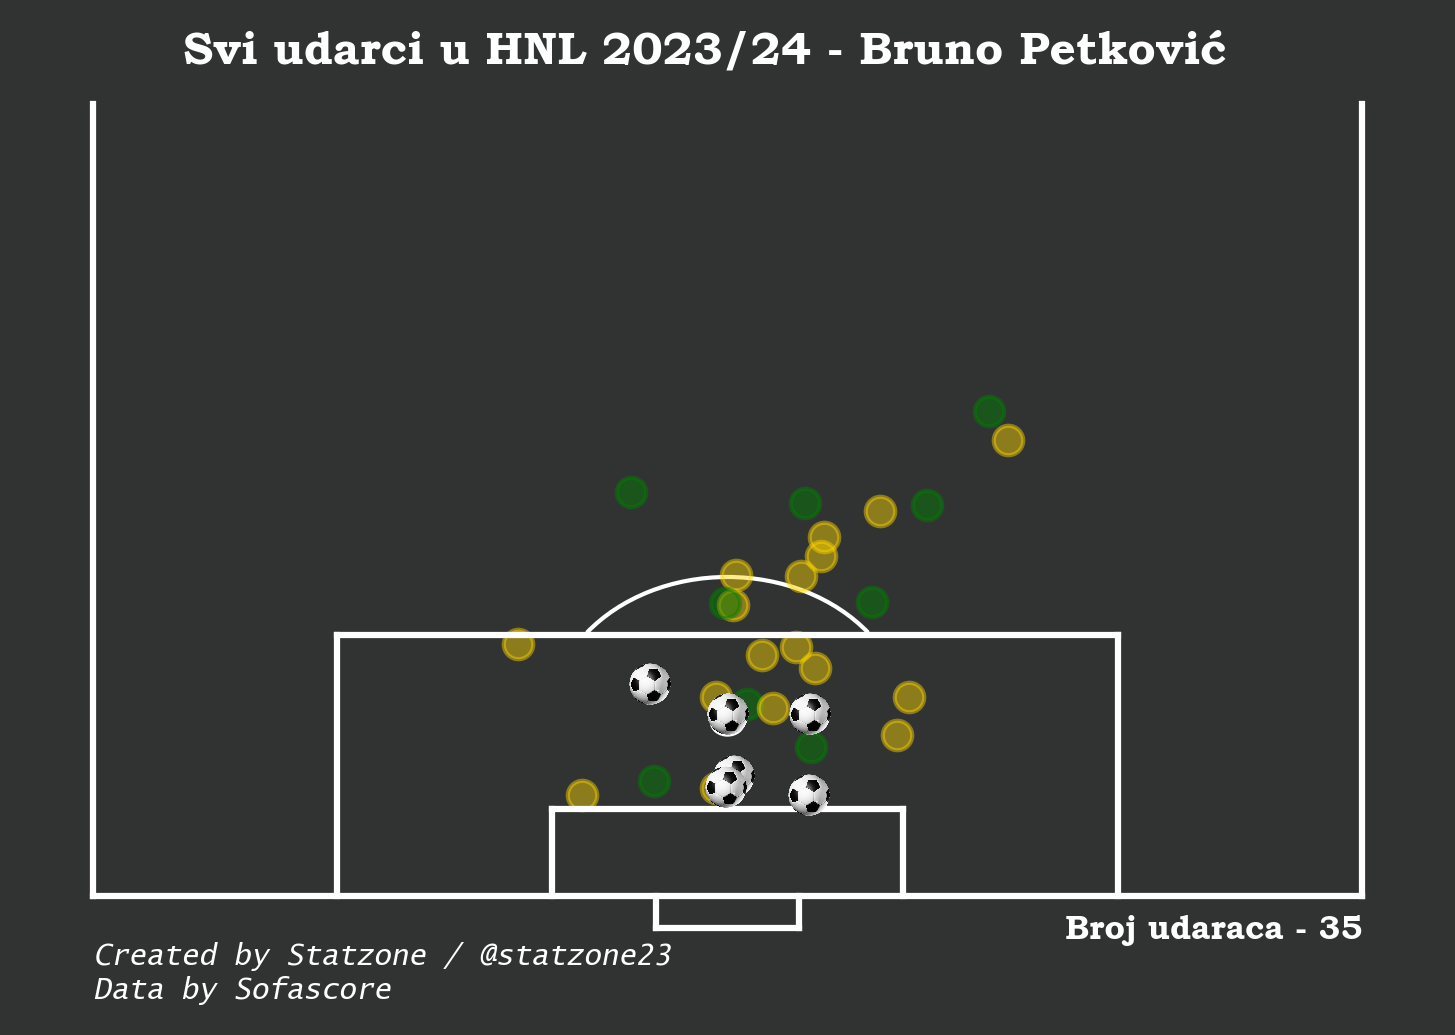 Svi udarci u HNL 2023/24 - Bruno Petković
Broj udaraca - 35
Created by Statzone / @statzone23
Data by Sofascore